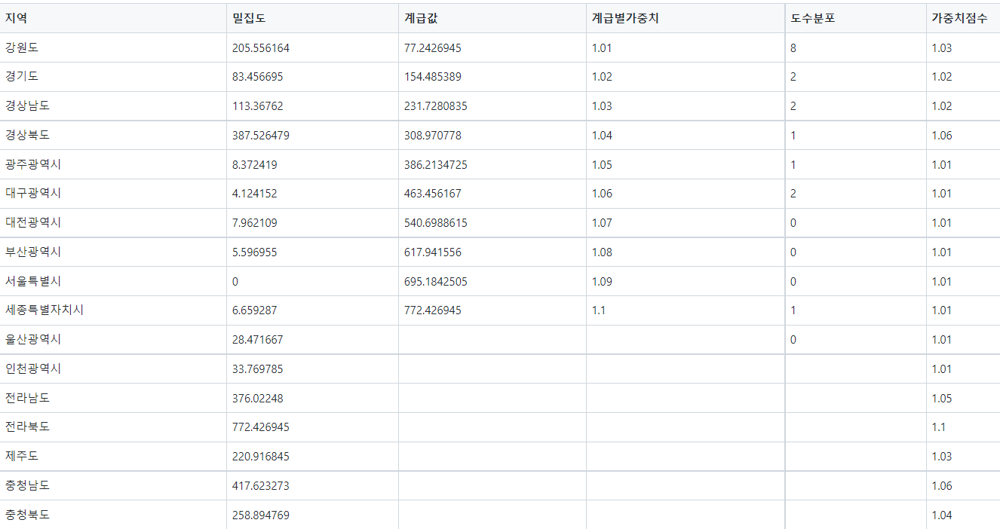 지역 밀집도 계급값 계급별가중치 도수분포 가중치점수
강원도 205.556164 77.2426945 1.01 8 1.03
경기도 83.456695 154.485389 1.02 2 1.02
경상남도 113.36762 231.7280835 1.03 2 1.02
경상북도 387.526479 308.970778 1.04 1 1.06
광주광역시 8.372419 386.2134725 1.05 1 1.01
대구광역시 4.124152 463.456167 1.06 2 1.01
대전광역시 7.962109 540.6988615 1.07 0 1.01
부산광역시 5.596955 617.941556 1.08 0 1.01
서울특별시 0 695.1842505 1.09 0 1.01
세종특별자치시 6.659287 772.426945 1.1 1 1.01
울산광역시 28.471667 0 1.01
인천광역시 33.769785 1.01
전라남도 376.02248 1.05
전라북도 772.426945 1.1
제주도 220.916845 1.03
충청남도 417.623273 1.06
충청북도 258.894769 1.04